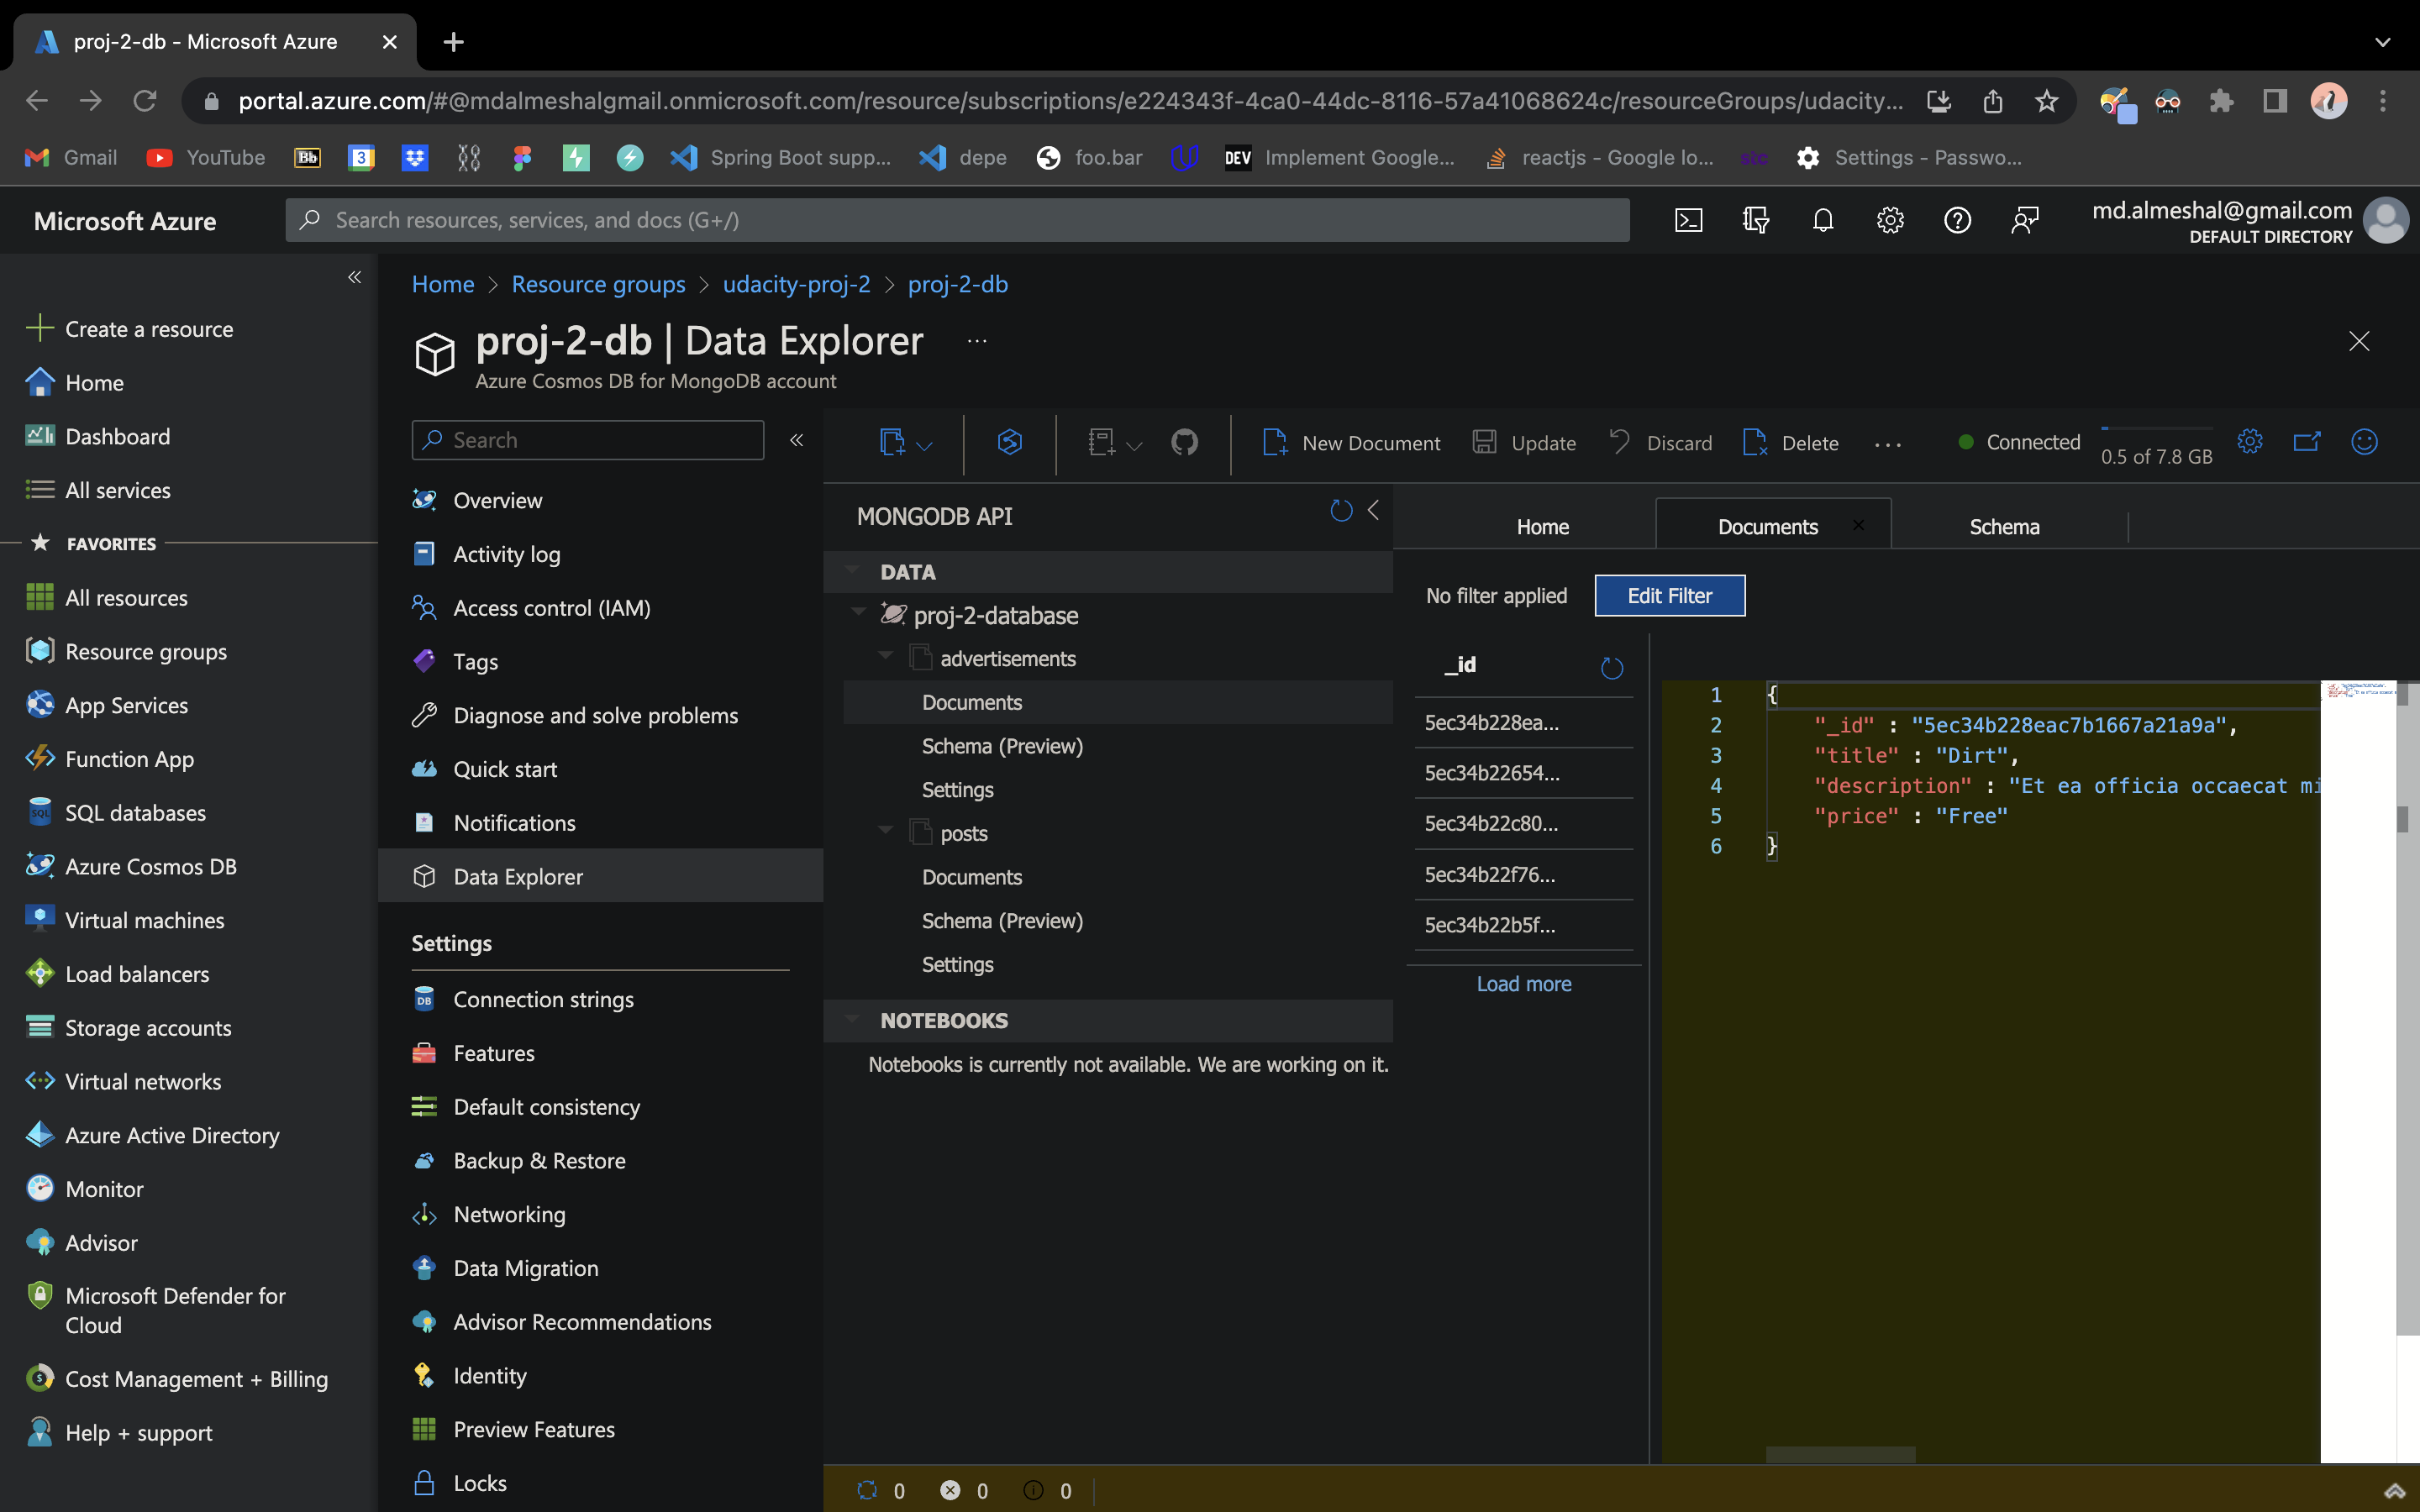 proj-2-db - Microsoft Azure
portal.azure.com/#@mdalmeshalgmail.onmicrosoft.com/resource/subscriptions/e224343f-4ca0-44dc-8116-57a41068624c/resourceGroups/udacity...
Gmail YouTube Bb 3 Spring Boot supp... depe foo.bar DEV Implement Google... reactjs - Google lo... stc Settings - Passwo...
Microsoft Azure Search resources, services, and docs (G+/) md.almeshal@gmail.com
DEFAULT DIRECTORY
Home > Resource groups > udacity-proj-2 > proj-2-db
proj-2-db | Data Explorer ...
Azure Cosmos DB for MongoDB account
Create a resource
Home
Dashboard
All services
FAVORITES
All resources
Resource groups
App Services
Function App
SQL databases
Azure Cosmos DB
Virtual machines
Load balancers
Storage accounts
Virtual networks
Azure Active Directory
Monitor
Advisor
Microsoft Defender for
Cloud
Cost Management + Billing
Help + support
Search
Overview
Activity log
Access control (IAM)
Tags
Diagnose and solve problems
Quick start
Notifications
Data Explorer
Settings
Connection strings
Features
Default consistency
Backup & Restore
Networking
Data Migration
Advisor Recommendations
Identity
Preview Features
Locks
New Document Update Discard Delete ... Connected
0.5 of 7.8 GB
MONGODB API
DATA
proj-2-database
advertisements
Documents
Schema (Preview)
Settings
posts
Documents
Schema (Preview)
Settings
NOTEBOOKS
Notebooks is currently not available. We are working on it.
Home Documents Schema
No filter applied Edit Filter
_id
5ec34b228ea...
5ec34b22654...
5ec34b22c80...
5ec34b22f76...
5ec34b22b5f...
Load more
1 {
2 "_id" : "5ec34b228eac7b1667a21a9a",
3 "title" : "Dirt",
4 "description" : "Et ea officia occaecat mi
5 "price" : "Free"
6 }
0 0 0